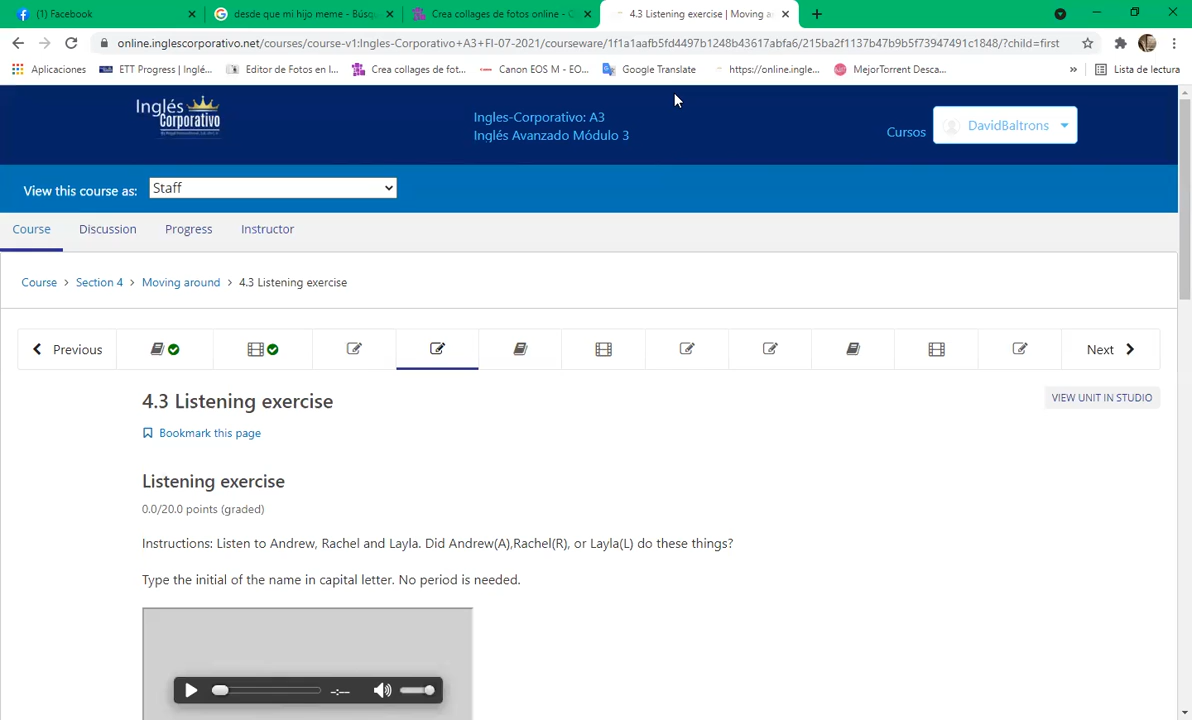 (1) Facebook
desde que mi hijo meme - Búsqu
Crea collages de fotos online - C
4.3 Listening exercise | Moving a
online.inglescorporativo.net/courses/course-v1:Ingles-Corporativo+A3+FI-07-2021/courseware/1f1a1aafb5fd4497b1248b43617abfa6/215ba2f1137b47b9b5f73947491c1848/?child=first
Aplicaciones
ETT Progress | Inglé...
Editor de Fotos en l...
Crea collages de fot...
Canon EOS M - EO...
Google Translate
https://online.ingle...
MejorTorrent Desca...
»
Lista de lectura
Inglés
Corporativo
Ingles-Corporativo: A3
Inglés Avanzado Módulo 3
Cursos
DavidBaltrons
View this course as:
Staff
Course
Discussion
Progress
Instructor
Course > Section 4 > Moving around > 4.3 Listening exercise
Previous
Next
4.3 Listening exercise
VIEW UNIT IN STUDIO
Bookmark this page
Listening exercise
0.0/20.0 points (graded)
Instructions: Listen to Andrew, Rachel and Layla. Did Andrew(A),Rachel(R), or Layla(L) do these things?
Type the initial of the name in capital letter. No period is needed.
-:--